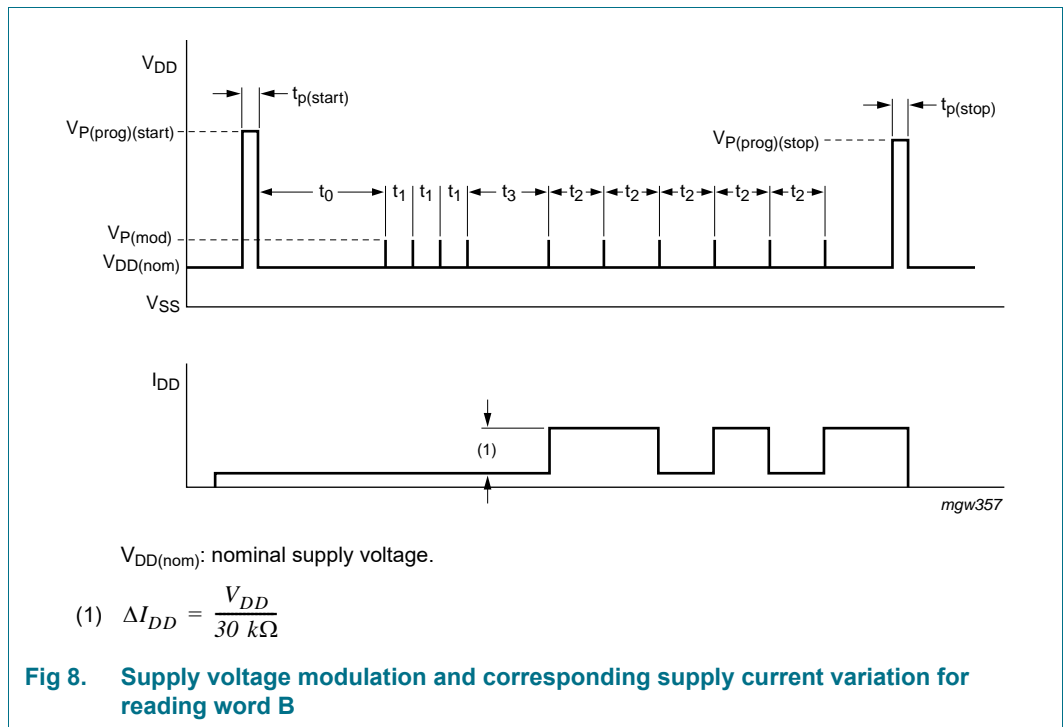 VDD
tp(start)
tp(stop)
VP(prog)(start)
VP(prog)(stop)
t0 t1 t1 t1 t3 t2 t2 t2 t2 t2
VP(mod)
VDD(nom)
VSS
IDD
(1)
mgw357
VDD(nom): nominal supply voltage.
(1) ΔIDD = VDD / 30 kΩ
Fig 8. Supply voltage modulation and corresponding supply current variation for
reading word B